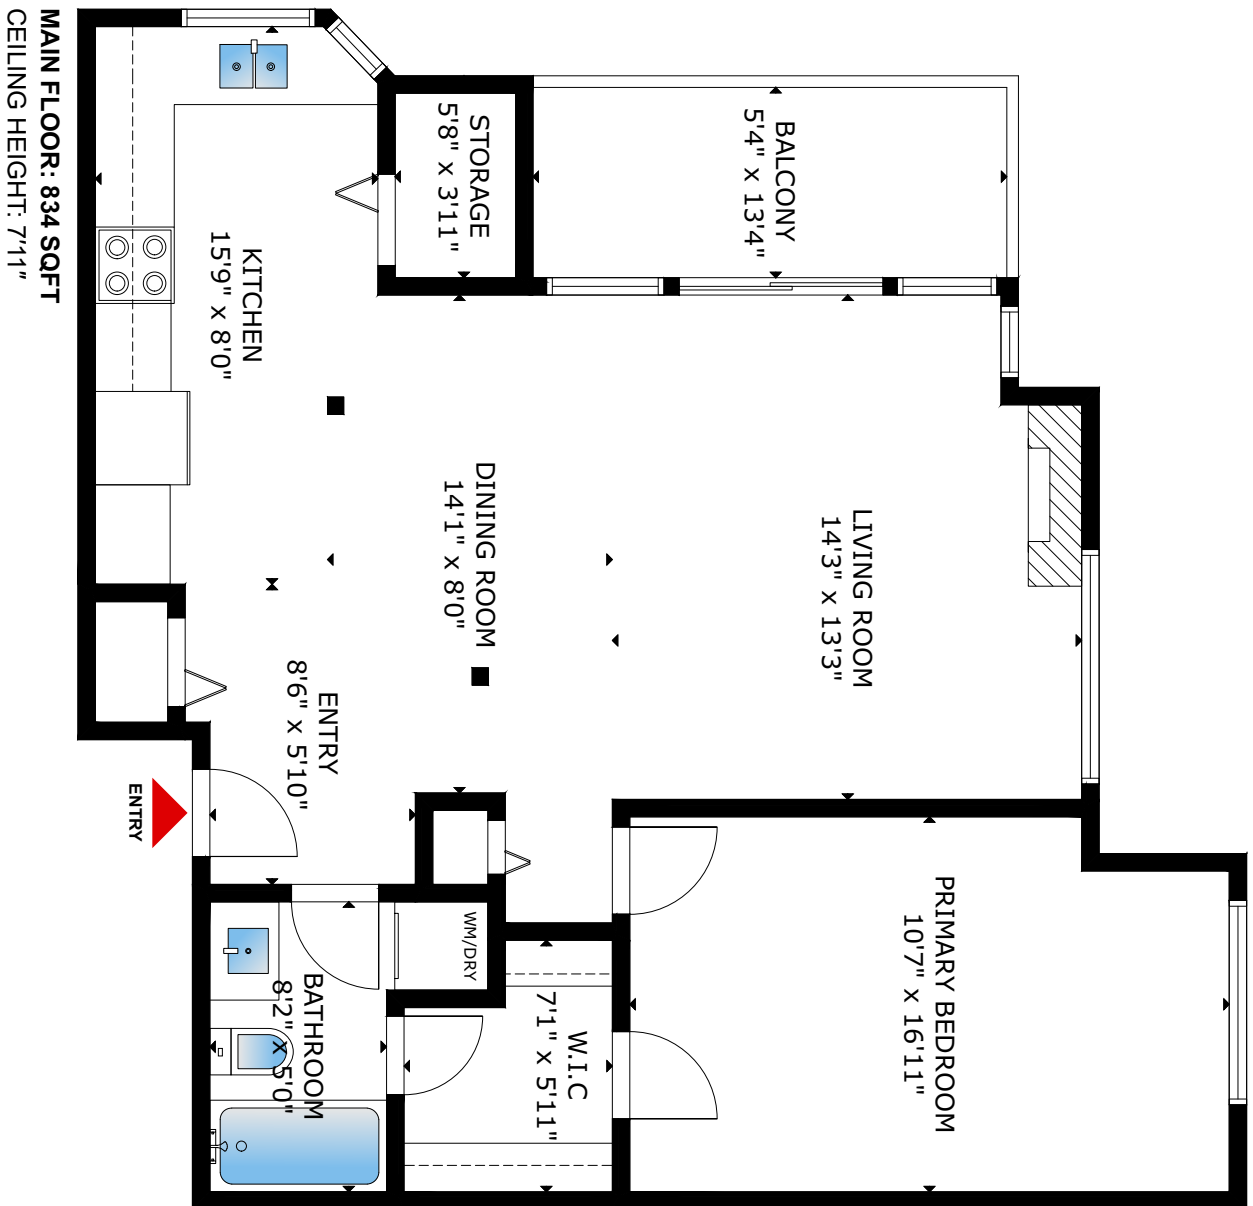 MAIN FLOOR: 834 SQFT
CEILING HEIGHT: 7'11"
BALCONY
5'4" x 13'4"
STORAGE
5'8" x 3'11"
KITCHEN
15'9" x 8'0"
LIVING ROOM
14'3" x 13'3"
DINING ROOM
14'1" x 8'0"
ENTRY
8'6" x 5'10"
ENTRY
PRIMARY BEDROOM
10'7" x 16'11"
W.I.C
7'1" x 5'11"
WM/DRY
BATHROOM
8'2" x 5'0"